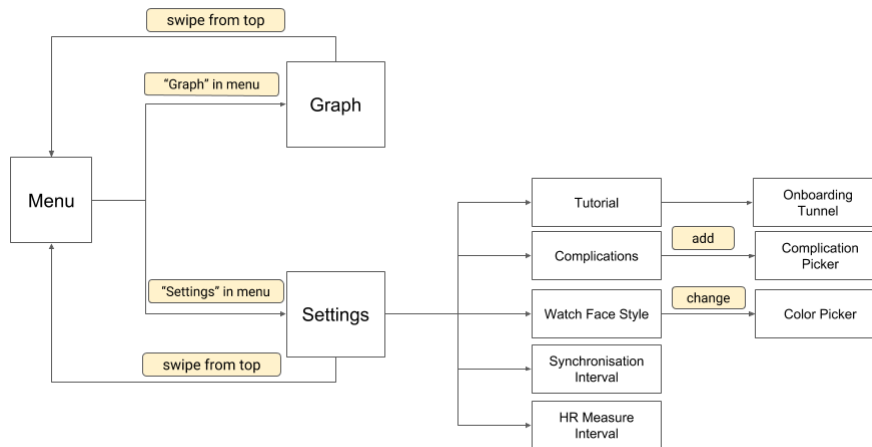 swipe from top
“Graph” in menu
Graph
Menu
Tutorial
Onboarding
Tunnel
Complications
add
Complication
Picker
“Settings” in menu
Settings
Watch Face Style
change
Color Picker
swipe from top
Synchronisation
Interval
HR Measure
Interval